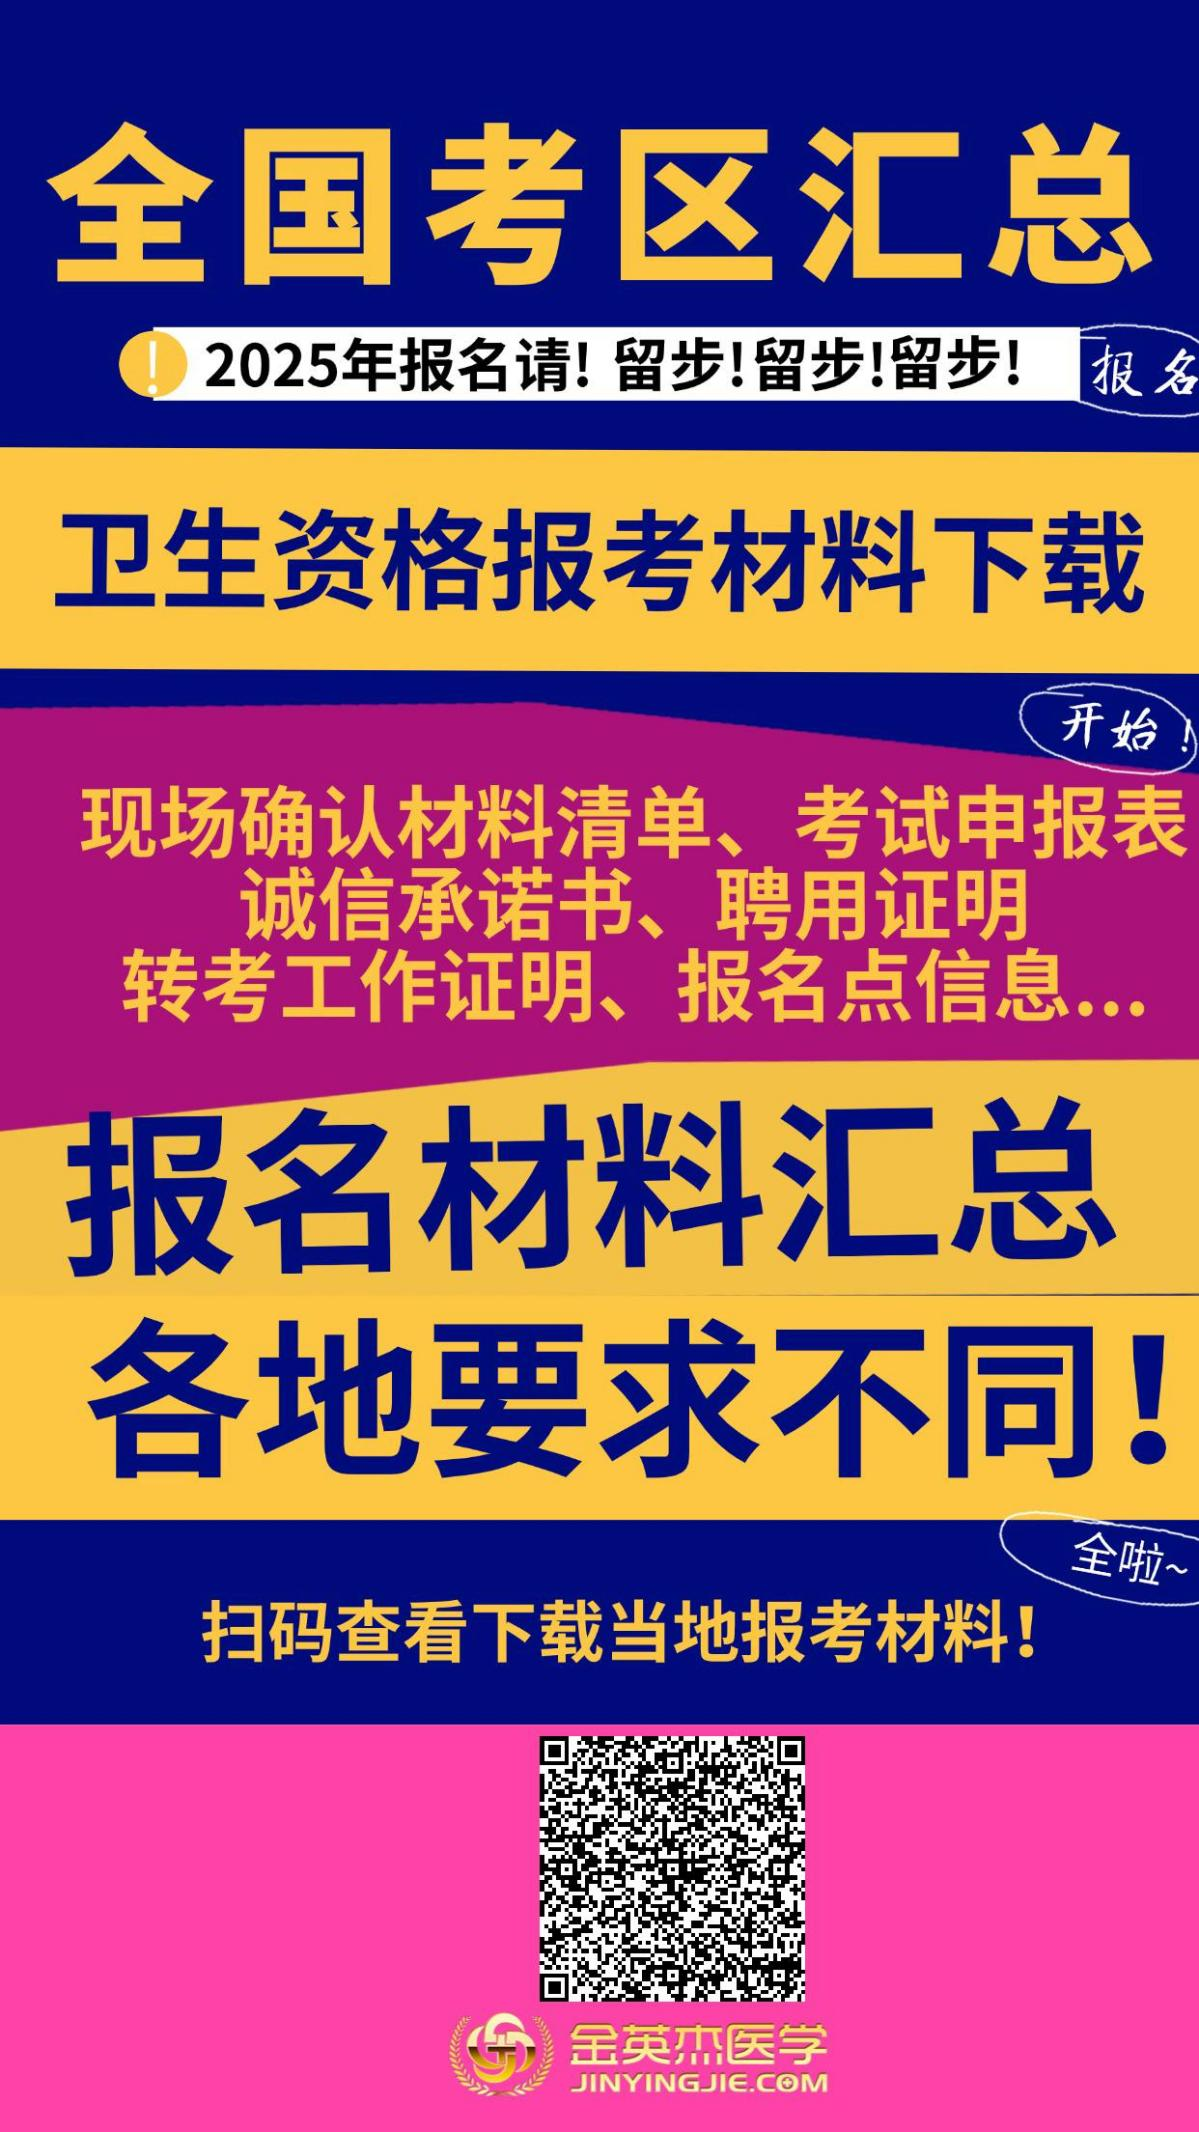 全国考区汇总
! 2025年报名请! 留步!留步!留步!
报名
卫生资格报考材料下载
开始!
现场确认材料清单、考试申报表
诚信承诺书、聘用证明
转考工作证明、报名点信息...
报名材料汇总
各地要求不同!
全啦~
扫码查看下载当地报考材料!
金英杰医学
JINYINGJIE.COM